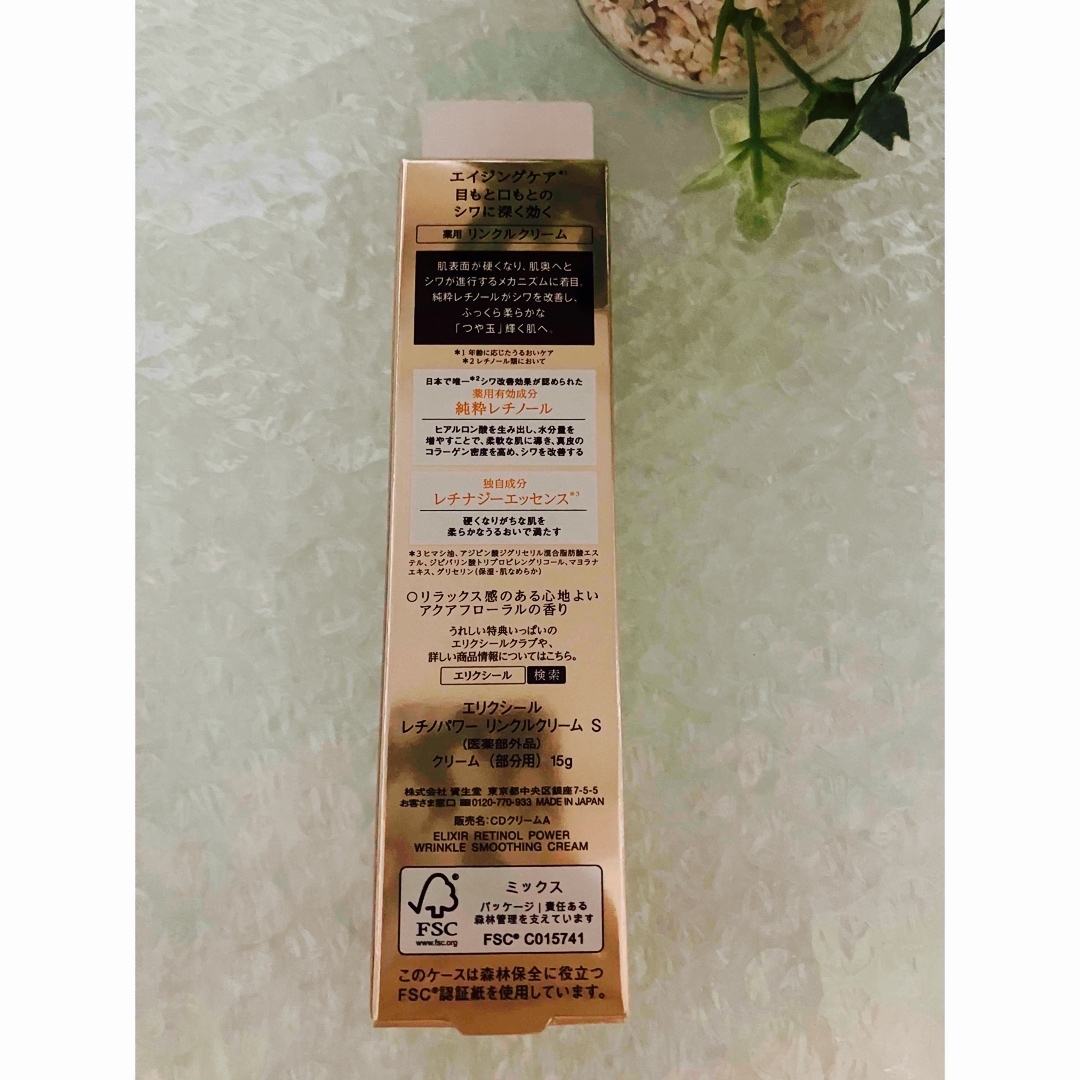 エイジングケア*1
目もと口もとの
シワに深く効く
薬用 リンクルクリーム
肌表面が硬くなり、肌奥へと
シワが進行するメカニズムに着目。
純粋レチノールがシワを改善し、
ふっくら柔らかな
「つや玉」輝く肌へ。
*1 年齢に応じたうるおいケア
*2 レチノール類において
日本で唯一*2シワ改善効果が認められた
薬用有効成分
純粋レチノール
ヒアルロン酸を生み出し、水分量を
増やすことで、柔軟な肌に導き、真皮の
コラーゲン密度を高め、シワを改善する
独自成分
レチナジーエッセンス*3
硬くなりがちな肌を
柔らかなうるおいで満たす
*3 ヒマシ油、アジピン酸ジグリセリル混合脂肪酸エス
テル、ジピバリン酸トリプロピレングリコール、マヨラナ
エキス、グリセリン(保湿・肌なめらか)
○リラックス感のある心地よい
アクアフローラルの香り
うれしい特典いっぱいの
エリクシールクラブや、
詳しい商品情報についてはこちら。
エリクシール 検索
エリクシール
レチノパワー リンクルクリーム S
(医薬部外品)
クリーム(部分用) 15g
株式会社 資生堂 東京都中央区銀座7-5-5
お客さま窓口 0120-770-933 MADE IN JAPAN
販売名:CDクリームA
ELIXIR RETINOL POWER
WRINKLE SMOOTHING CREAM
FSC
www.fsc.org
ミックス
パッケージ|責任ある
森林管理を支えています
FSC® C015741
このケースは森林保全に役立つ
FSC®認証紙を使用しています。